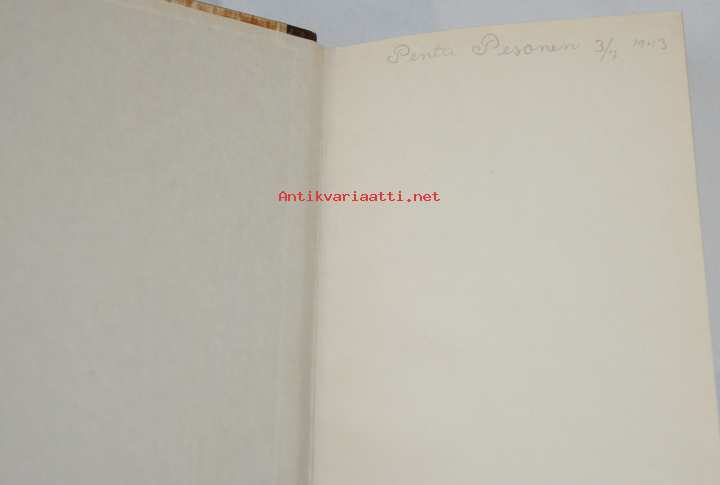 Pentti Pesonen 3/7 1943
Antikvariaatti.net